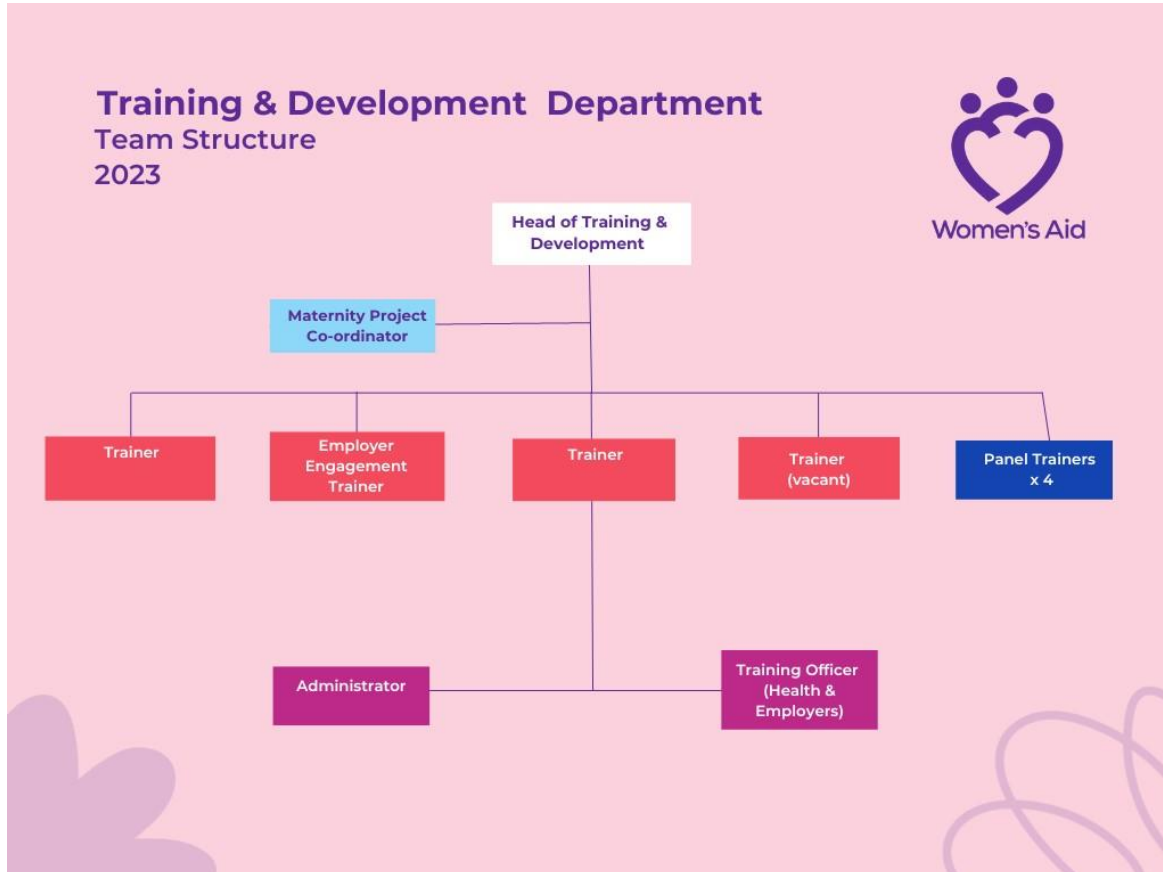 Training & Development Department
Team Structure
2023
Women's Aid
Head of Training &
Development
Maternity Project
Co-ordinator
Trainer
Employer
Engagement
Trainer
Trainer
Trainer
(vacant)
Panel Trainers
x 4
Administrator
Training Officer
(Health &
Employers)